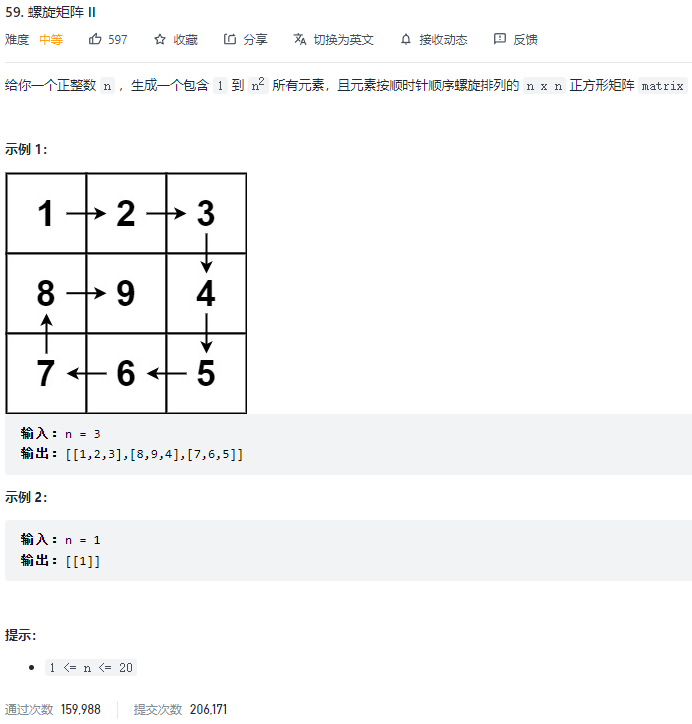 59. 螺旋矩阵 II
难度 中等 597 收藏 分享 切换为英文 接收动态 反馈
给你一个正整数 n ，生成一个包含 1 到 n² 所有元素，且元素按顺时针顺序螺旋排列的 n x n 正方形矩阵 matrix
示例 1：
1 2 3
8 9 4
7 6 5
输入：n = 3
输出：[[1,2,3],[8,9,4],[7,6,5]]
示例 2：
输入：n = 1
输出：[[1]]
提示：
1 <= n <= 20
通过次数 159,988 提交次数 206,171